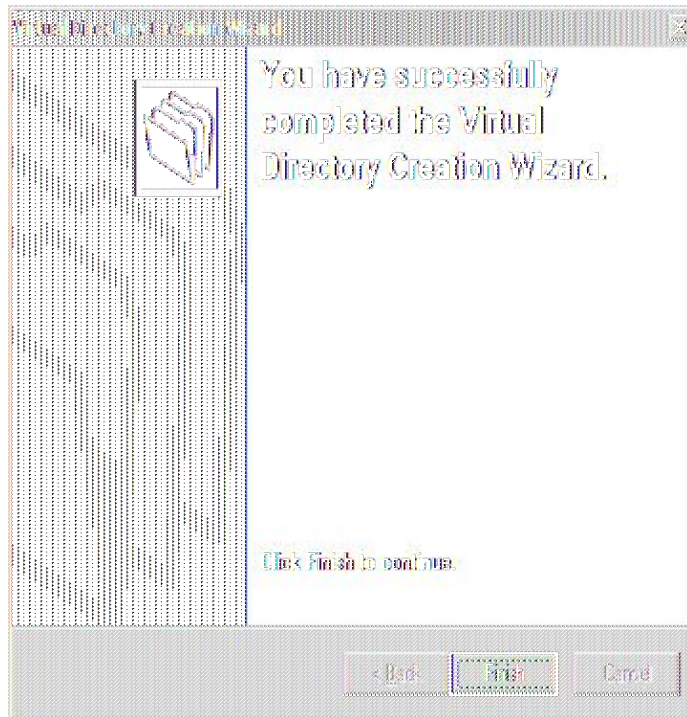 Virtual Directory Creation Wizard
You have successfully
completed the Virtual
Directory Creation Wizard.
Click Finish to continue.
< Back Finish Cancel